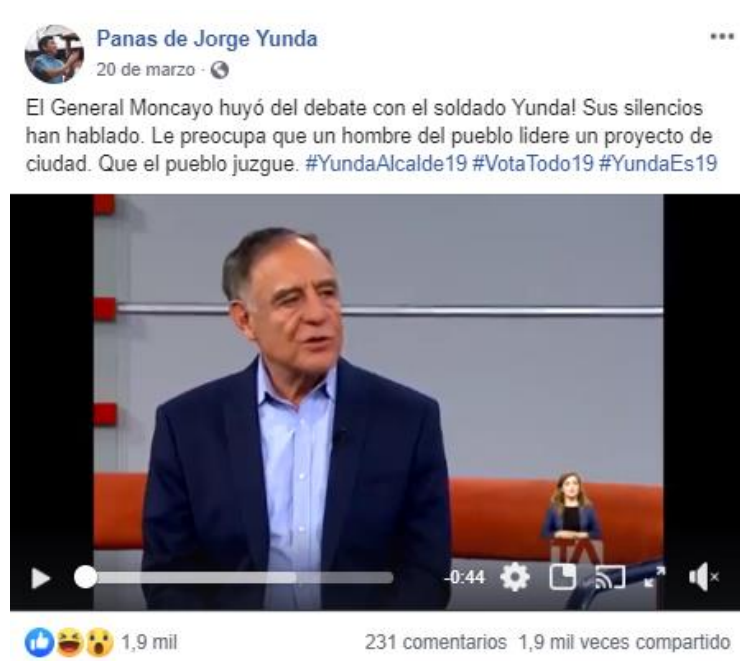 Panas de Jorge Yunda
20 de marzo ·
El General Moncayo huyó del debate con el soldado Yunda! Sus silencios
han hablado. Le preocupa que un hombre del pueblo lidere un proyecto de
ciudad. Que el pueblo juzgue. #YundaAlcalde19 #VotaTodo19 #YundaEs19
-0:44
1,9 mil
231 comentarios 1,9 mil veces compartido